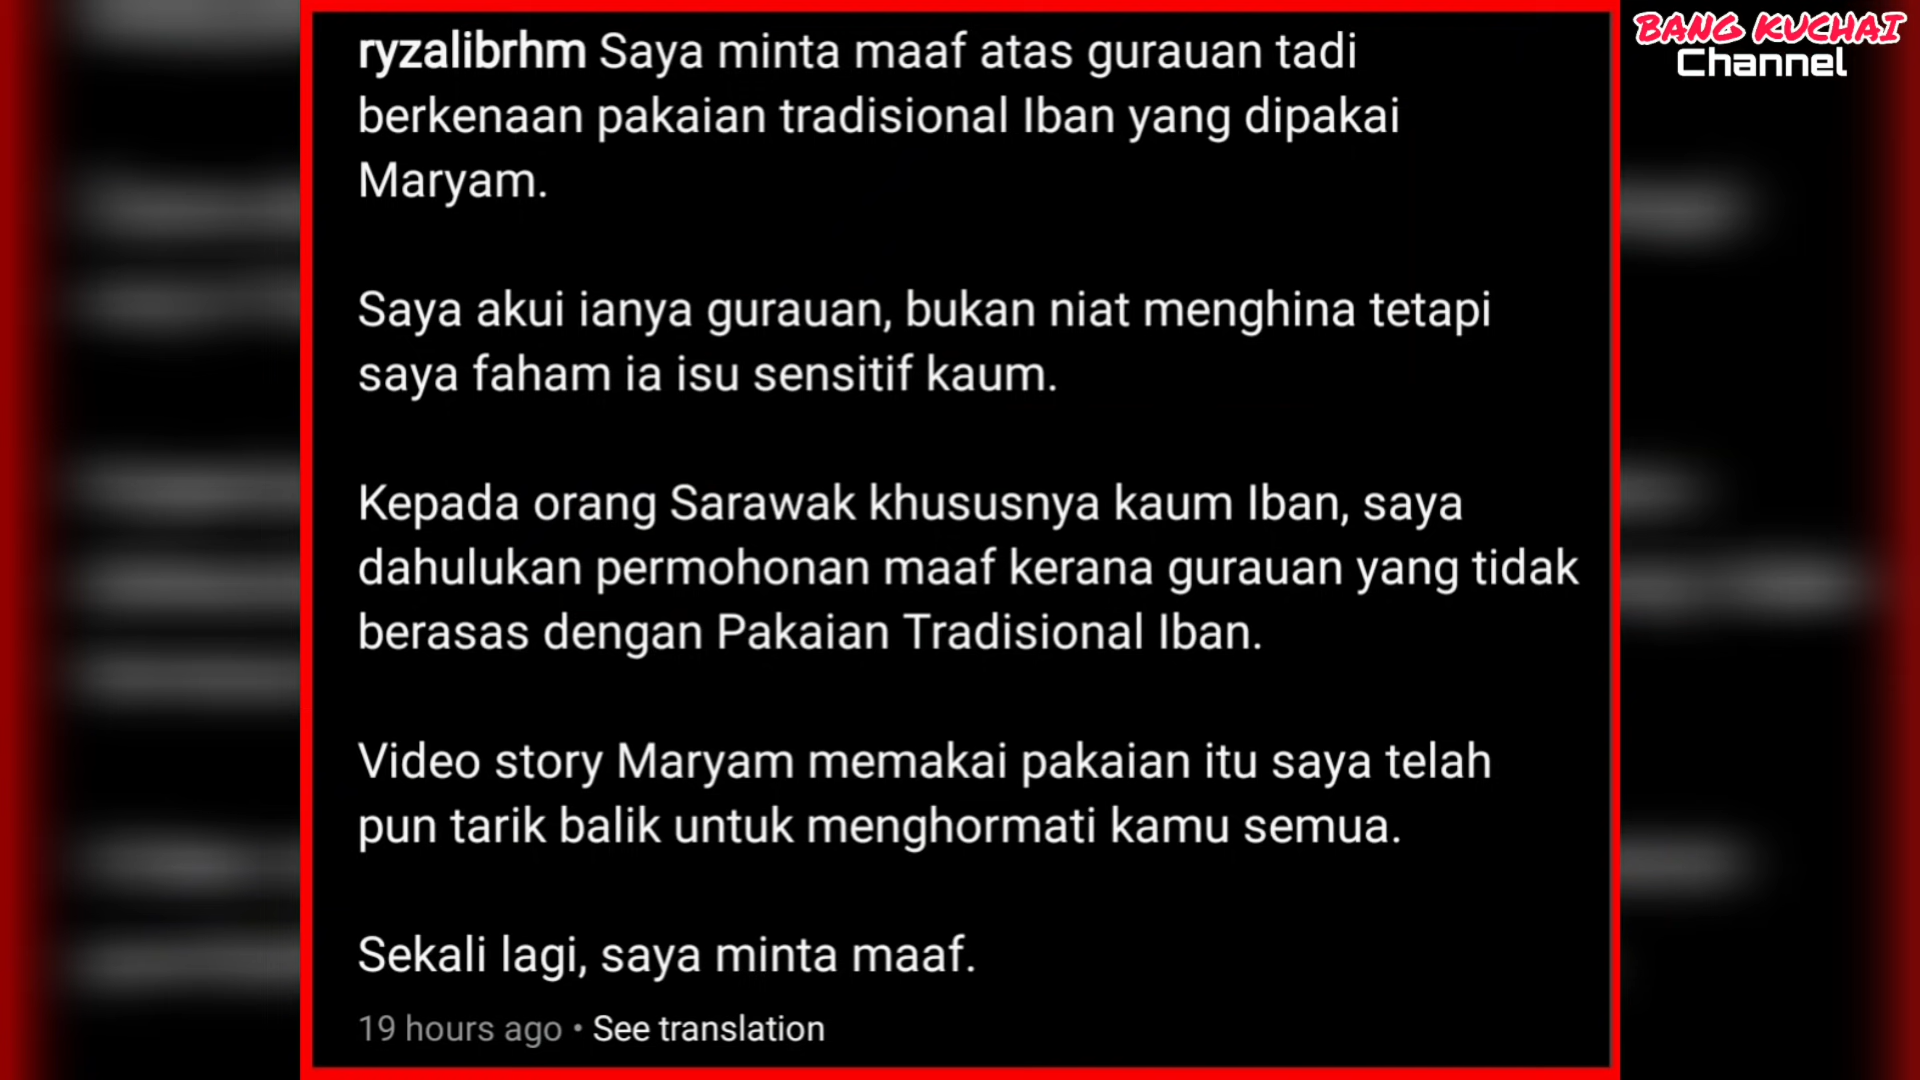 BANG KUCHAI
Channel
ryzalibrhm Saya minta maaf atas gurauan tadi
berkenaan pakaian tradisional Iban yang dipakai
Maryam.
Saya akui ianya gurauan, bukan niat menghina tetapi
saya faham ia isu sensitif kaum.
Kepada orang Sarawak khususnya kaum Iban, saya
dahulukan permohonan maaf kerana gurauan yang tidak
berasas dengan Pakaian Tradisional Iban.
Video story Maryam memakai pakaian itu saya telah
pun tarik balik untuk menghormati kamu semua.
Sekali lagi, saya minta maaf.
19 hours ago • See translation